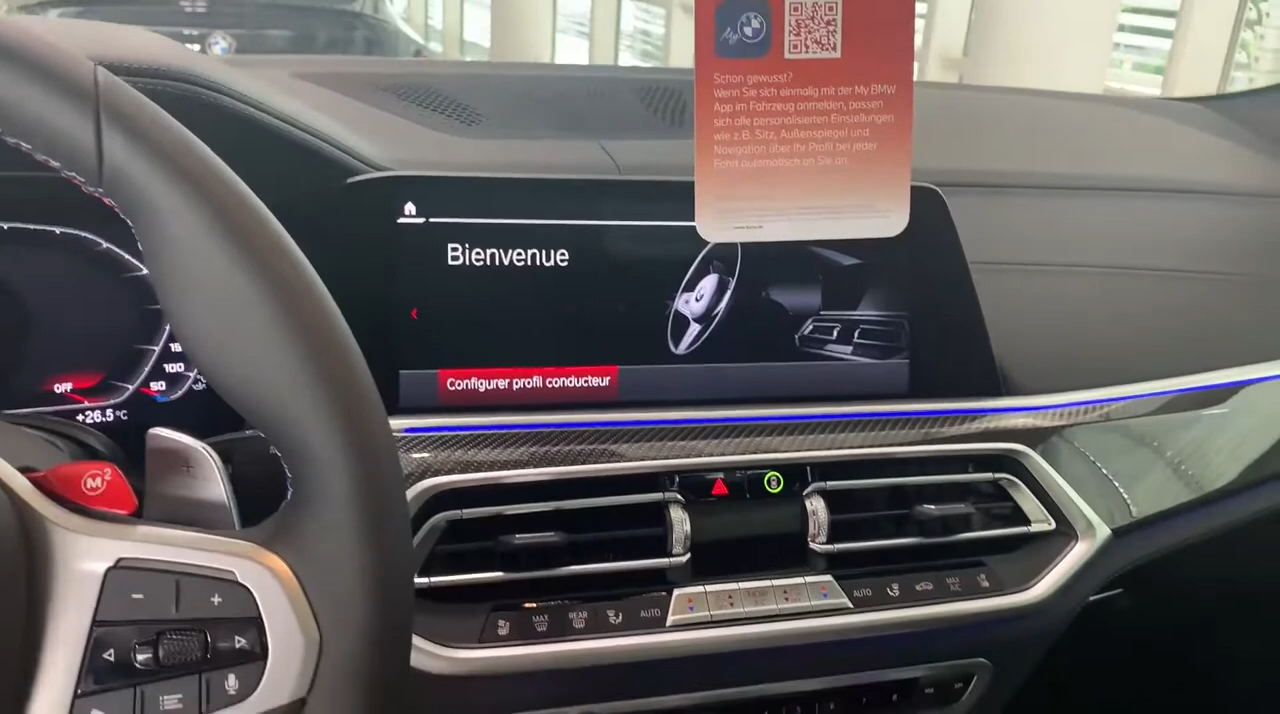 My
Schon gewusst?
Wenn Sie sich einmalig mit der My BMW
App im Fahrzeug anmelden, passen
sich alle personalisierten Einstellungen
wie z.B. Sitz, Außenspiegel und
Navigation über Ihr Profil bei jeder
Fahrt automatisch an Sie an.
Bienvenue
Configurer profil conducteur
15
100
OFF
50
+26.5°C
M2
+
MAX
REAR
AUTO
AUTO
MAX
A/C
- +